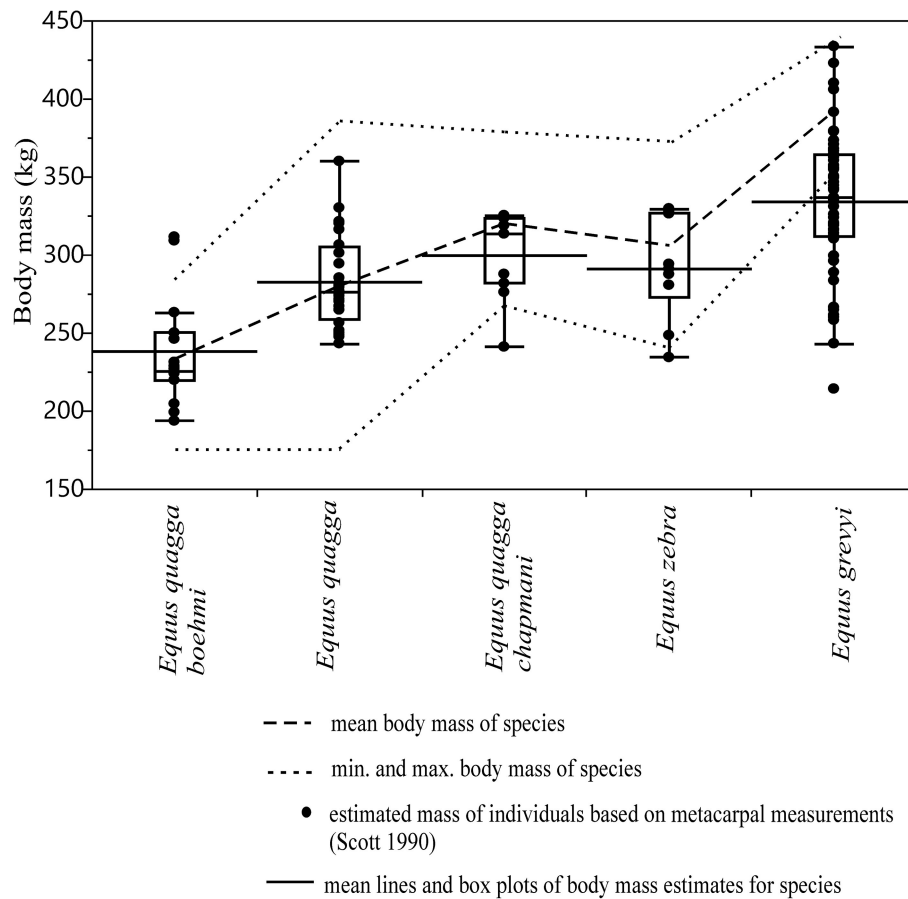 450
400
350
300
250
200
150
Body mass (kg)
Equus quagga
boehmi
Equus quagga
Equus quagga
chapmani
Equus zebra
Equus grevyi
mean body mass of species
min. and max. body mass of species
estimated mass of individuals based on metacarpal measurements
(Scott 1990)
mean lines and box plots of body mass estimates for species